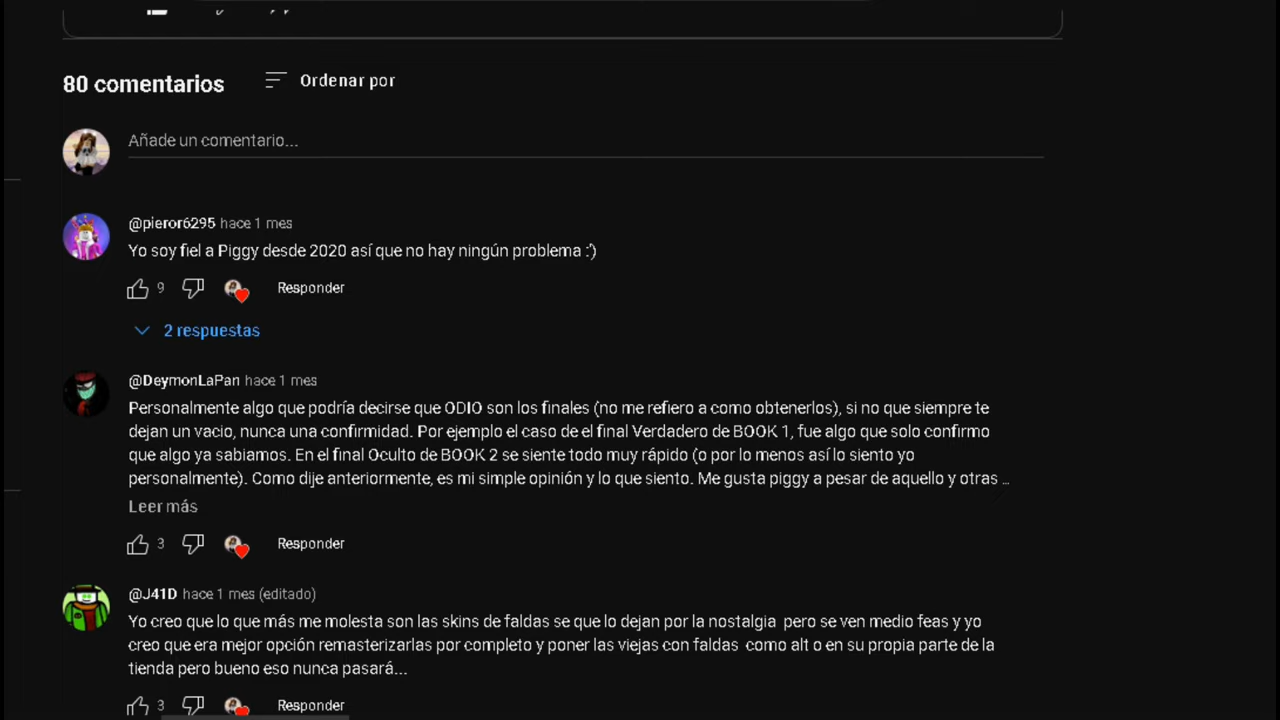 80 comentarios
Ordenar por
Añade un comentario...
@pieror6295 hace 1 mes
Yo soy fiel a Piggy desde 2020 así que no hay ningún problema :')
9
Responder
2 respuestas
@DeymonLaPan hace 1 mes
Personalmente algo que podría decirse que ODIO son los finales (no me refiero a como obtenerlos), si no que siempre te
dejan un vacio, nunca una confirmidad. Por ejemplo el caso de el final Verdadero de BOOK 1, fue algo que solo confirmo
que algo ya sabiamos. En el final Oculto de BOOK 2 se siente todo muy rápido (o por lo menos así lo siento yo
personalmente). Como dije anteriormente, es mi simple opinión y lo que siento. Me gusta piggy a pesar de aquello y otras ...
Leer más
3
Responder
@J41D hace 1 mes (editado)
Yo creo que lo que más me molesta son las skins de faldas se que lo dejan por la nostalgia pero se ven medio feas y yo
creo que era mejor opción remasterizarlas por completo y poner las viejas con faldas como alt o en su propia parte de la
tienda pero bueno eso nunca pasará...
3
Responder